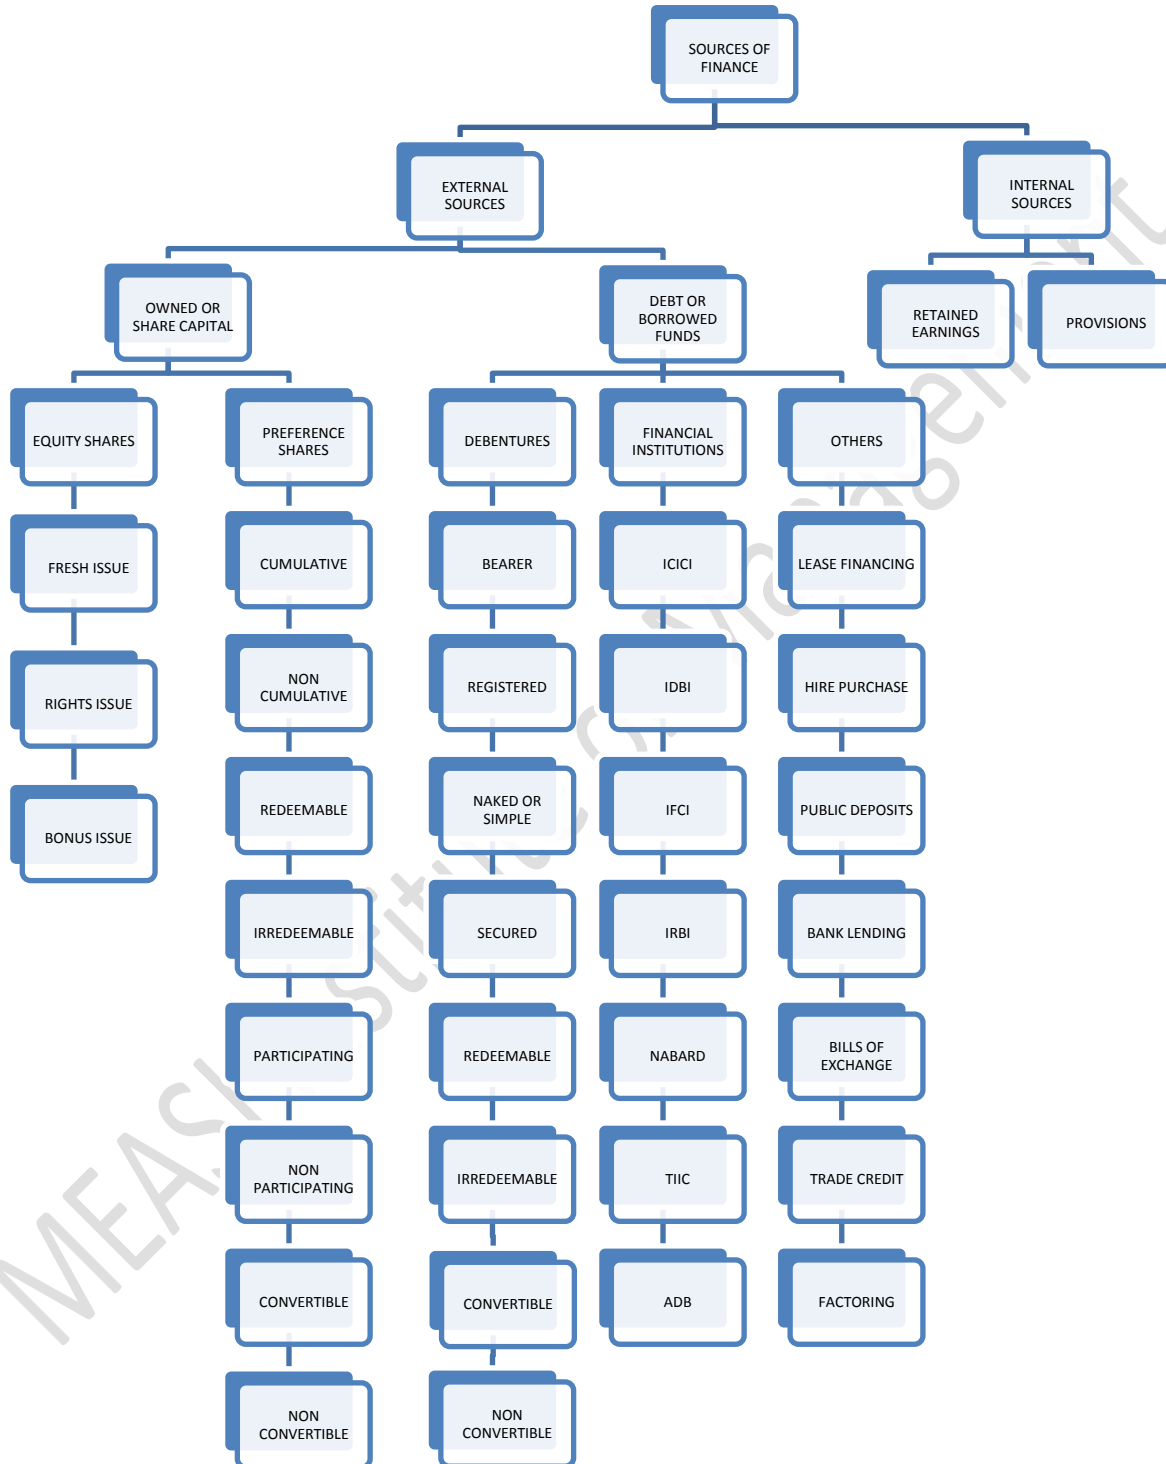 SOURCES OF
FINANCE
EXTERNAL
SOURCES
INTERNAL
SOURCES
OWNED OR
SHARE CAPITAL
DEBT OR
BORROWED
FUNDS
RETAINED
EARNINGS
PROVISIONS
EQUITY SHARES
FRESH ISSUE
RIGHTS ISSUE
BONUS ISSUE
PREFERENCE
SHARES
CUMULATIVE
NON
CUMULATIVE
REDEEMABLE
IRREDEEMABLE
PARTICIPATING
NON
PARTICIPATING
CONVERTIBLE
NON
CONVERTIBLE
DEBENTURES
BEARER
REGISTERED
NAKED OR
SIMPLE
SECURED
REDEEMABLE
IRREDEEMABLE
CONVERTIBLE
NON
CONVERTIBLE
FINANCIAL
INSTITUTIONS
ICICI
IDBI
IFCI
IRBI
NABARD
TIIC
ADB
OTHERS
LEASE FINANCING
HIRE PURCHASE
PUBLIC DEPOSITS
BANK LENDING
BILLS OF
EXCHANGE
TRADE CREDIT
FACTORING